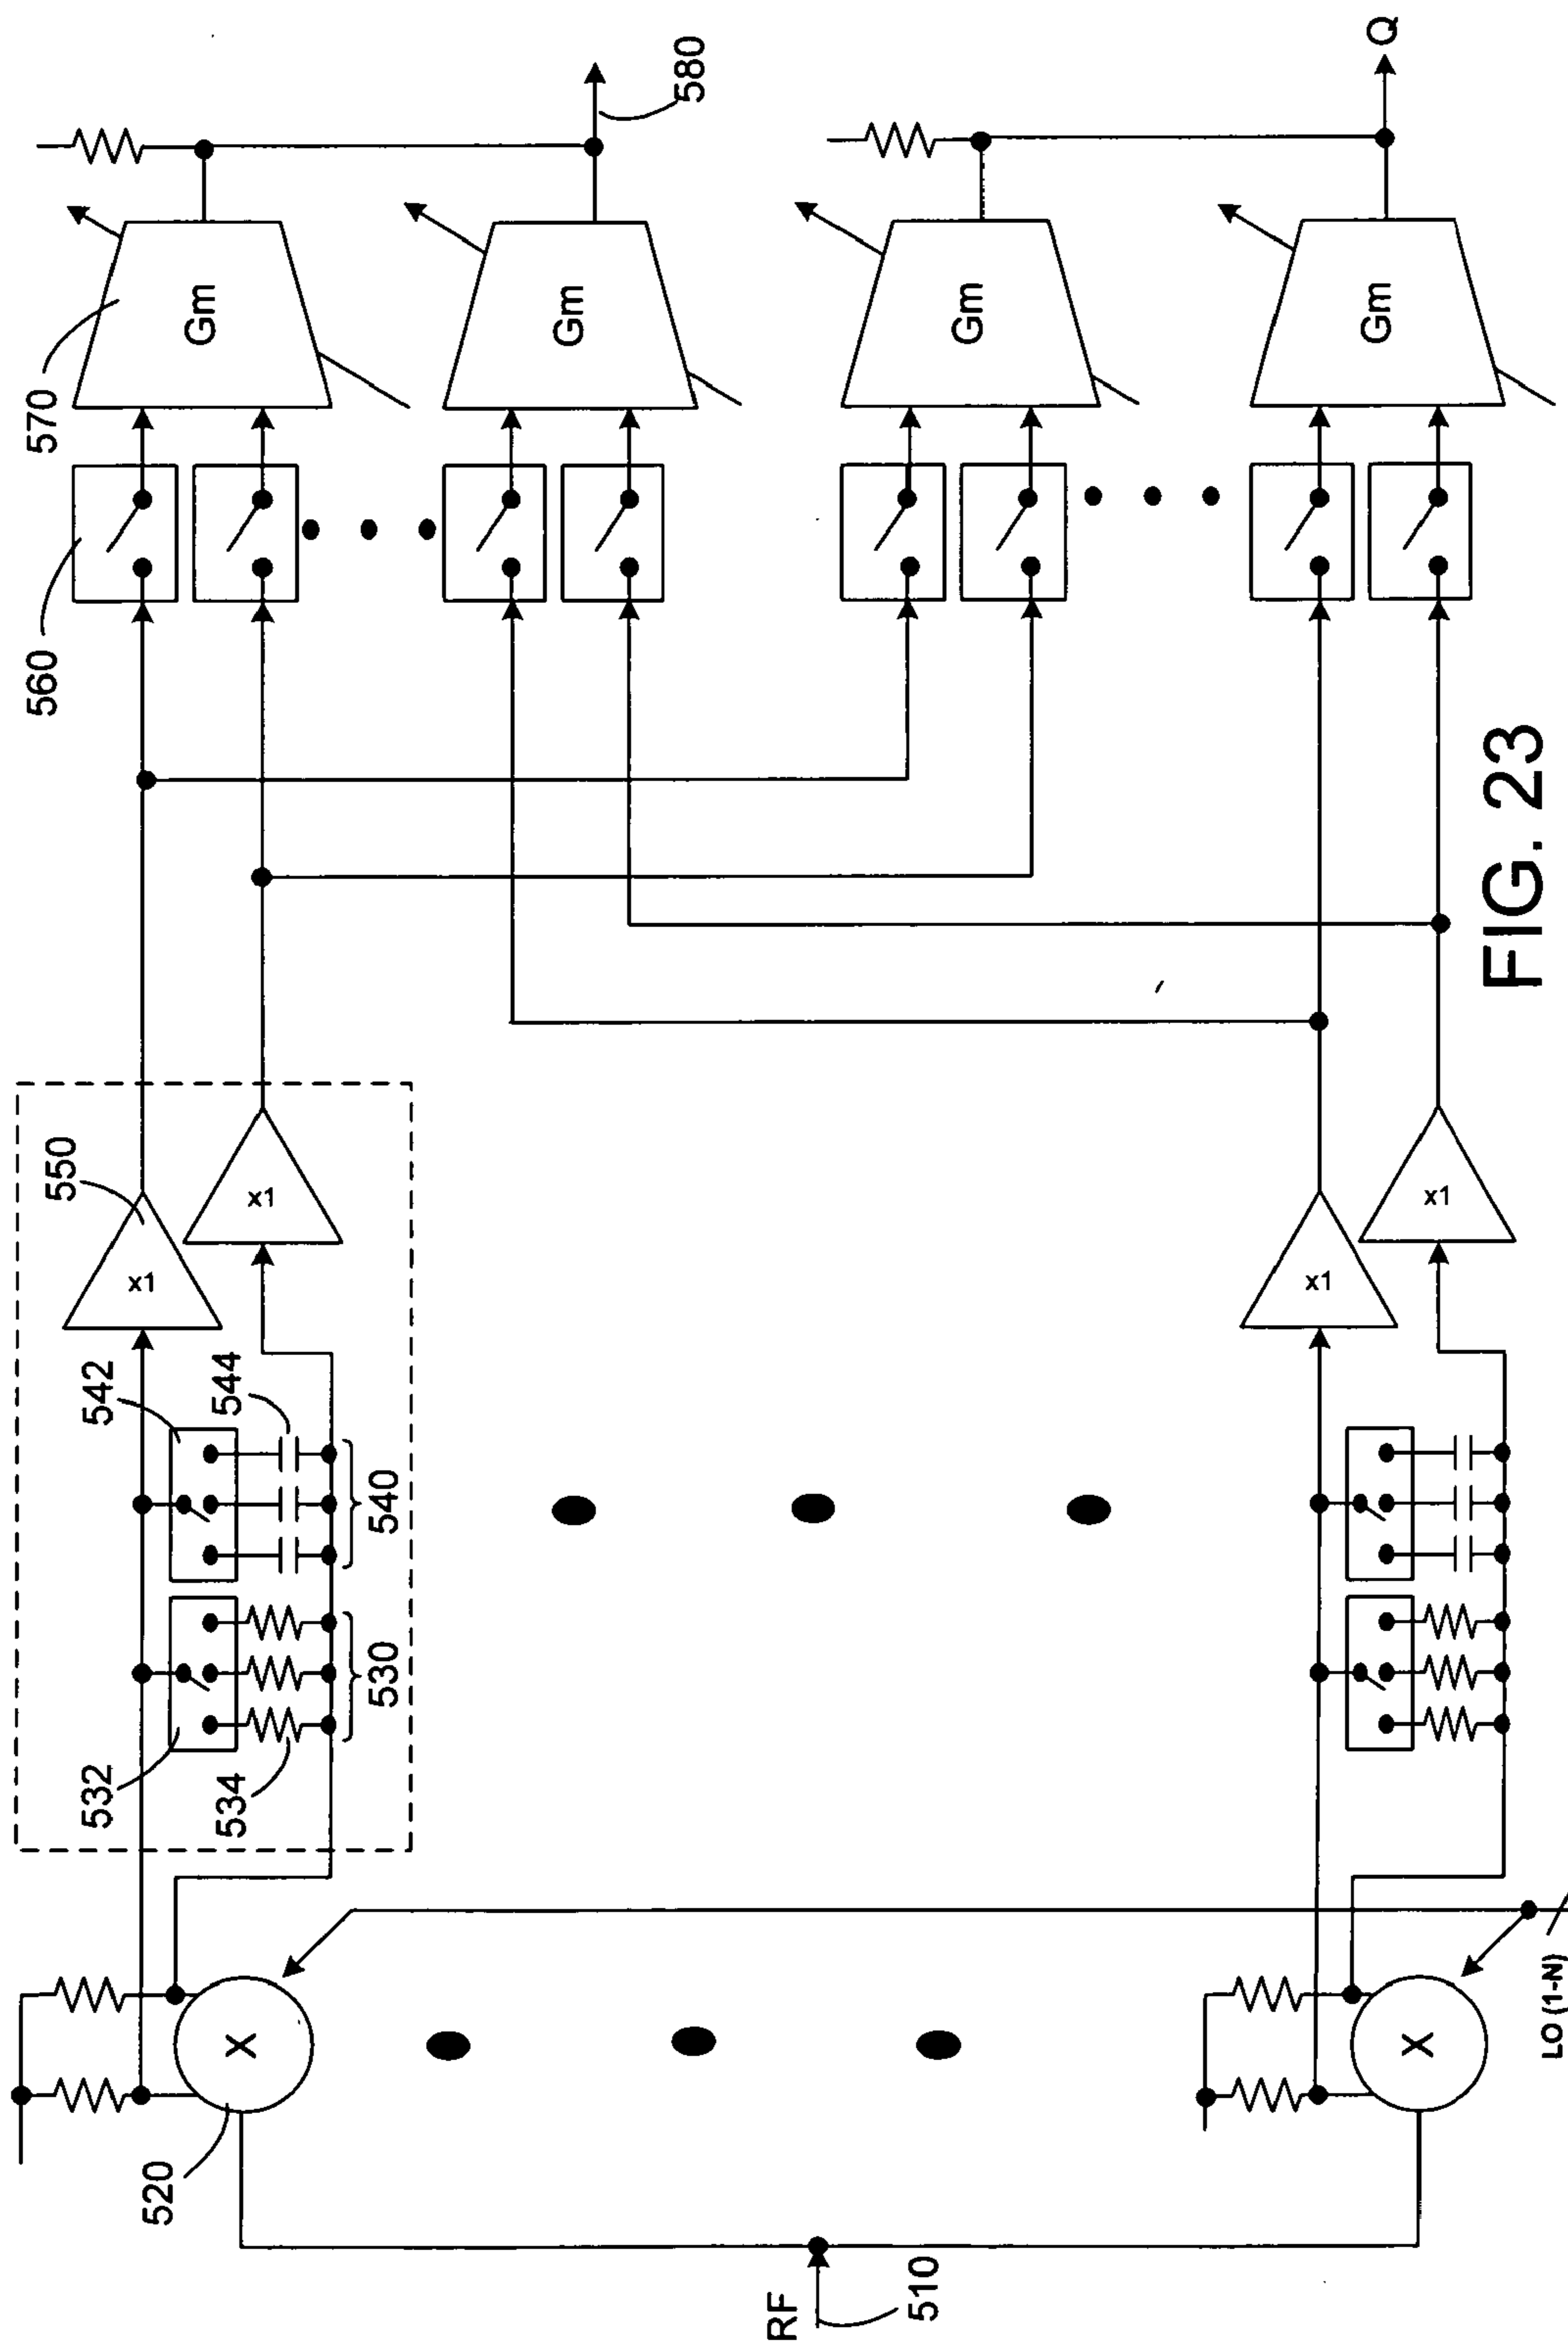 RF
510
520
X
X
LO (1-N)
532
534
530
542
544
540
550
x1
x1
x1
x1
560
570
Gm
Gm
Gm
Gm
580
Q
FIG. 23